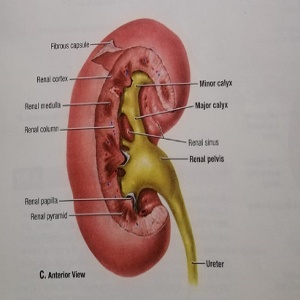 Fibrous capsule
Renal cortex
Minor calyx
Renal medulla
Major calyx
Renal column
Renal sinus
Renal pelvis
Renal papilla
Renal pyramid
Ureter
C. Anterior View